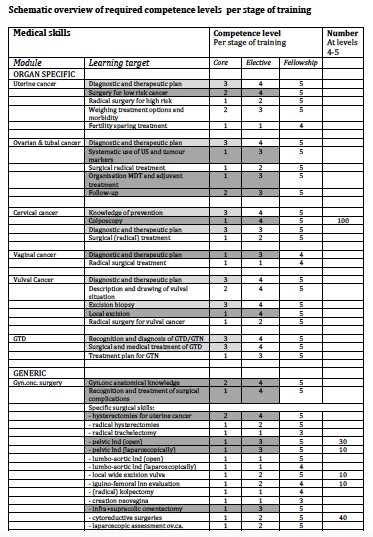 Schematic overview of required competence levels per stage of training
Medical skills Competence level Number
Per stage of training At levels
4-5
Module Learning target Core Elective Fellowship
ORGAN SPECIFIC
Uterine cancer Diagnostic and therapeutic plan 3 4 5
Surgery for low risk cancer 2 4 5
Radical surgery for high risk 1 2 5
Weighing treatment options and 2 3 5
morbidity
Fertility sparing treatment 1 1 4
Ovarian & tubal cancer Diagnostic and therapeutic plan 3 4 5
Systematic use of US and tumour 1 3 5
markers
Surgical radical treatment 1 2 5
Organisation MDT and adjuvant 1 3 5
treatment
Follow-up 2 3 5
Cervical cancer Knowledge of prevention 3 4 5
Colposcopy 1 4 5 100
Diagnostic and therapeutic plan 3 3 5
Surgical (radical) treatment 1 2 5
Vaginal cancer Diagnostic and therapeutic plan 1 3 4
Radical surgical treatment 1 1 4
Vulval Cancer Diagnostic and therapeutic plan 3 4 5
Description and drawing of vulval 2 4 5
situation
Excision biopsy 3 4 5
Local excision 1 4 5
Radical surgery for vulval cancer 1 2 5
GTD Recognition and diagnosis of GTD/GTN 3 4 5
Surgical and medical treatment of GTD 3 4 5
Treatment plan for GTN 1 3 5
GENERIC
Gyn.onc. surgery Gyn.onc anatomical knowledge 2 4 5
Recognition and treatment of surgical 1 4 5
complications
Specific surgical skills:
- hysterectomies for uterine cancer 2 4 5
- radical hysterectomies 1 2 5
- radical trachelectomy 1 1 3
- pelvic lnd (open) 1 3 5 30
- pelvic lnd (laparoscopically) 1 3 5 10
- lumbo-aortic lnd (open) 1 1 5
- lumbo-aortic lnd (laparoscopically) 1 1 4
- local wide excision vulva 1 2 5 10
- iguino-femoral lnn evaluation 1 2 4 10
- (radical) kolpectomy 1 1 4
- creation neovagina 1 1 3
- infra+supracolic omentectomy 1 3 5
- cytoreductive surgeries 1 2 5 40
- laparoscopic assessment ov.ca. 1 2 5